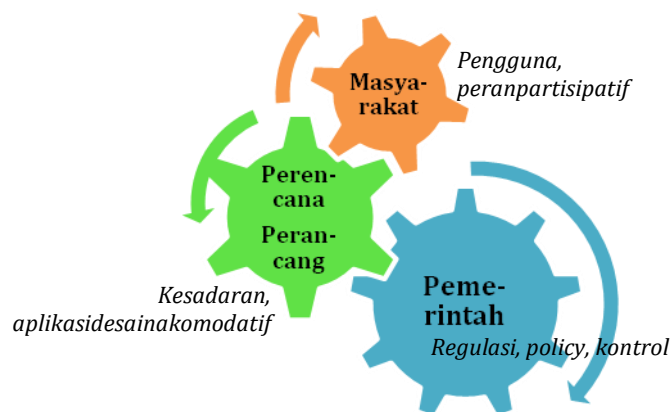 Masya-
rakat
Pengguna,
peranpartisipatif
Peren-
cana
Peran-
cang
Kesadaran,
aplikasidesainakomodatif
Peme-
rintah
Regulasi, policy, kontrol